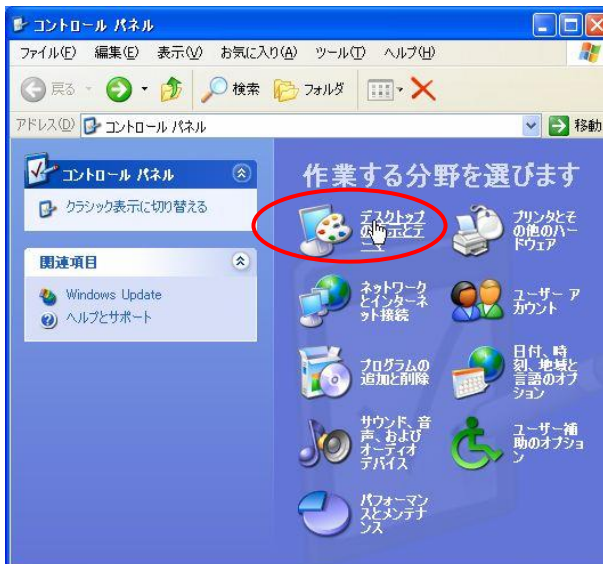 コントロール パネル
ファイル(F) 編集(E) 表示(V) お気に入り(A) ツール(T) ヘルプ(H)
戻る 検索 フォルダ
アドレス(D) コントロール パネル 移動
コントロール パネル
クラシック表示に切り替える
関連項目
Windows Update
ヘルプとサポート
作業する分野を選びます
デスクトップ
の表示とテ
ーマ
プリンタとそ
の他のハー
ドウェア
ネットワーク
とインターネ
ット接続
ユーザー ア
カウント
プログラムの
追加と削除
日付、時
刻、地域と
言語のオプ
ション
サウンド、音
声、および
オーディオ
デバイス
ユーザー補
助のオプショ
ン
パフォーマン
スとメンテナ
ンス